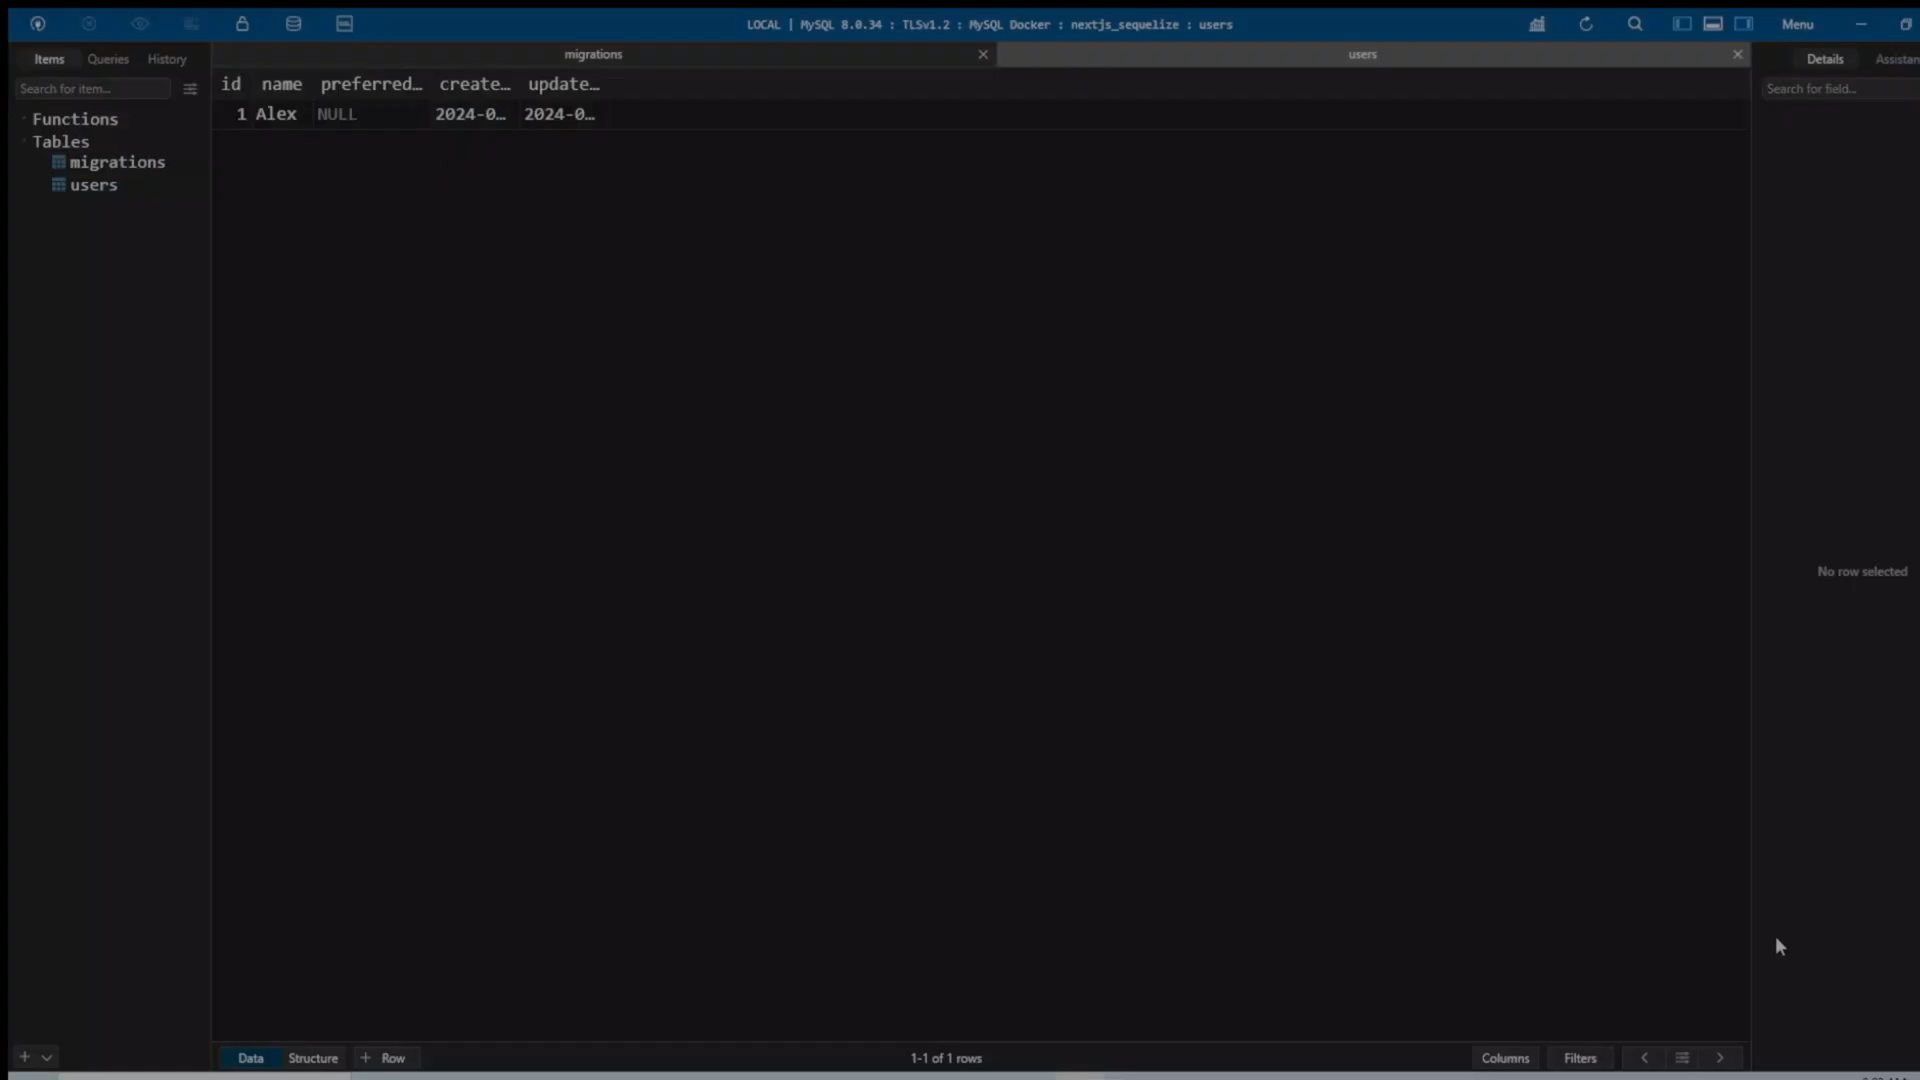 LOCAL | MySQL 8.0.34 : TLSv1.2 : MySQL Docker : nextjs_sequelize : users
Menu
Items Queries History
migrations
users
Details Assistan
Search for item...
Search for field...
id name preferred… create… update…
1 Alex NULL 2024-0… 2024-0…
Functions
Tables
migrations
users
No row selected
Data Structure + Row
1-1 of 1 rows
Columns Filters